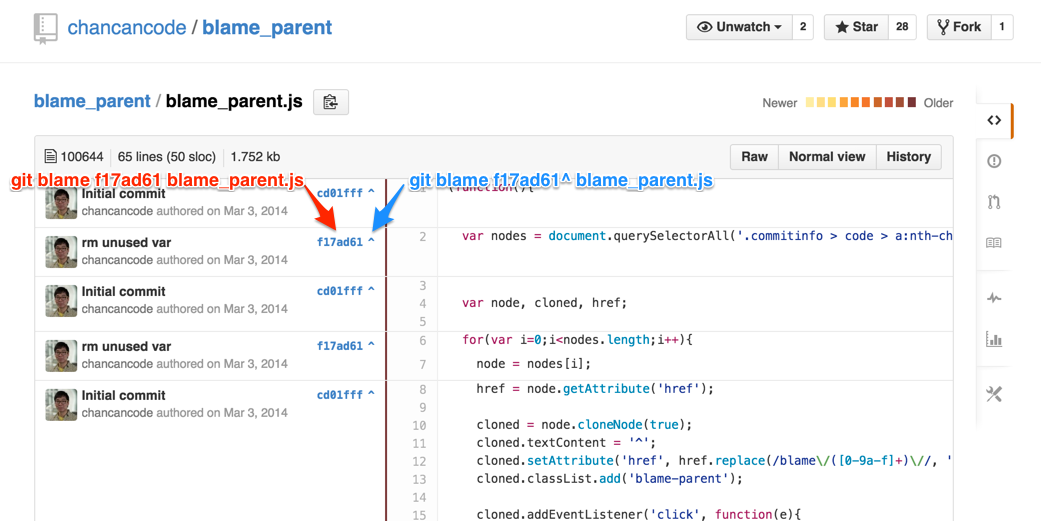 chancancode / blame_parent
Unwatch 2 Star 28 Fork 1
blame_parent / blame_parent.js
Newer Older
100644 65 lines (50 sloc) 1.752 kb
Raw Normal view History
git blame f17ad61 blame_parent.js git blame f17ad61^ blame_parent.js
Initial commit cd01fff ^ (function(){
chancancode authored on Mar 3, 2014
rm unused var f17ad61 ^ 2 var nodes = document.querySelectorAll('.commitinfo > code > a:nth-ch
chancancode authored on Mar 3, 2014
Initial commit cd01fff ^ 3
chancancode authored on Mar 3, 2014 4 var node, cloned, href;
5
rm unused var f17ad61 ^ 6 for(var i=0;i<nodes.length;i++){
chancancode authored on Mar 3, 2014 7 node = nodes[i];
Initial commit cd01fff ^ 8 href = node.getAttribute('href');
chancancode authored on Mar 3, 2014 9
10 cloned = node.cloneNode(true);
11 cloned.textContent = '^';
12 cloned.setAttribute('href', href.replace(/blame\/([0-9a-f]+)\//, '
13 cloned.classList.add('blame-parent');
14
15 cloned.addEventListener('click', function(e){